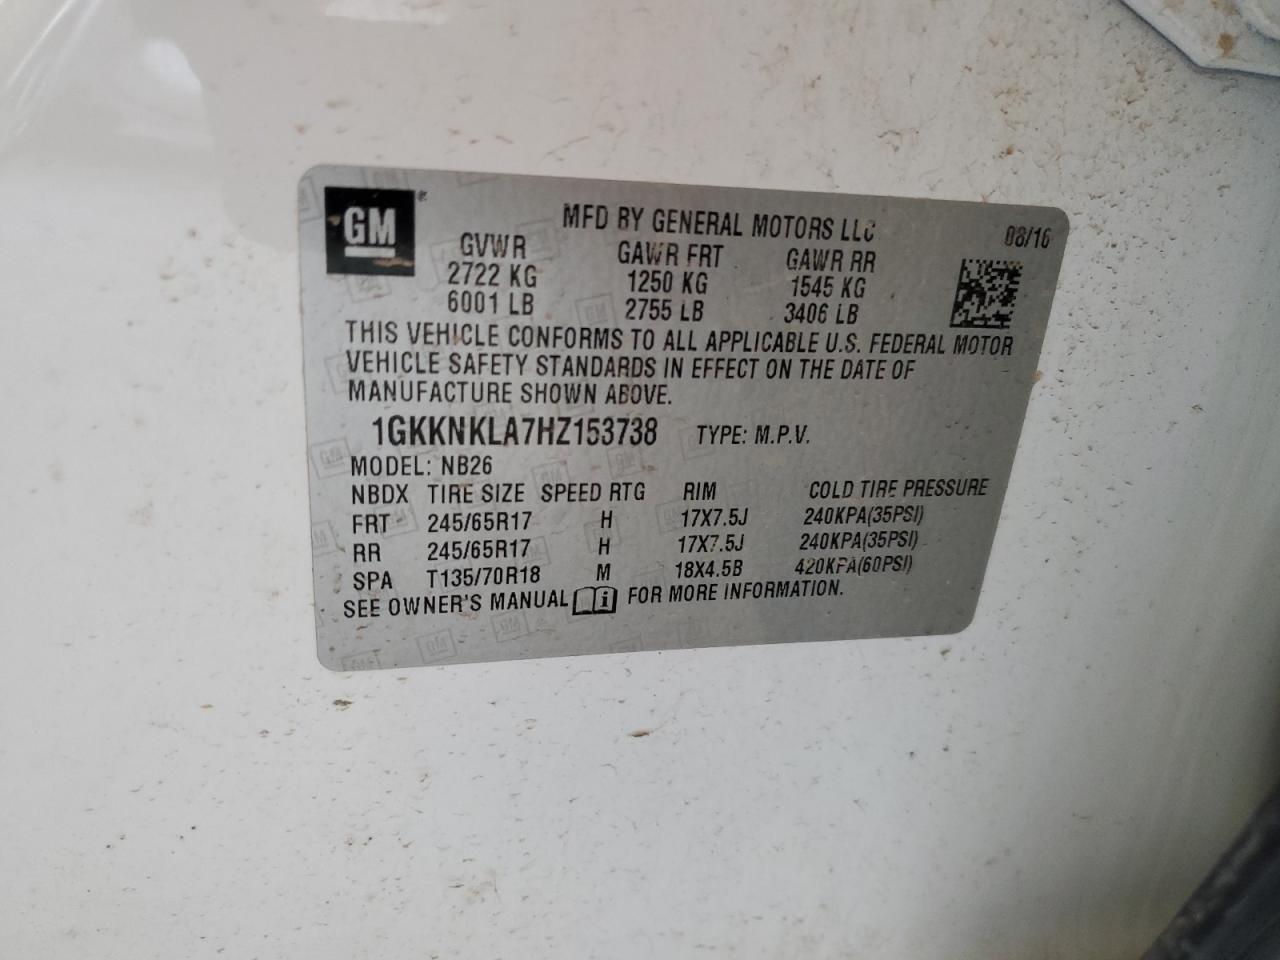 GM ®
MFD BY GENERAL MOTORS LLC 08/16
GVWR GAWR FRT GAWR RR
2722 KG 1250 KG 1545 KG
6001 LB 2755 LB 3406 LB
THIS VEHICLE CONFORMS TO ALL APPLICABLE U.S. FEDERAL MOTOR
VEHICLE SAFETY STANDARDS IN EFFECT ON THE DATE OF
MANUFACTURE SHOWN ABOVE.
1GKKNKLA7HZ153738 TYPE: M.P.V.
MODEL: NB26
NBDX TIRE SIZE SPEED RTG RIM COLD TIRE PRESSURE
FRT 245/65R17 H 17X7.5J 240KPA(35PSI)
RR 245/65R17 H 17X7.5J 240KPA(35PSI)
SPA T135/70R18 M 18X4.5B 420KPA(60PSI)
SEE OWNER'S MANUAL i FOR MORE INFORMATION.